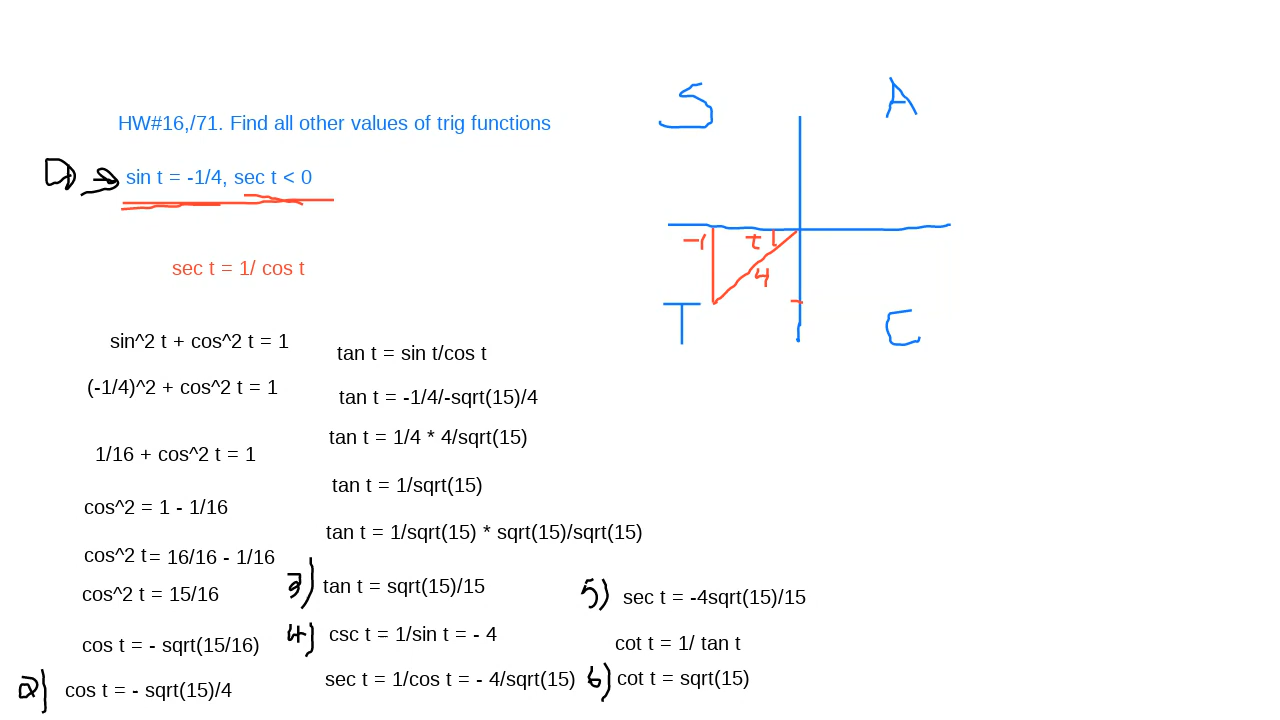 HW#16,/71. Find all other values of trig functions
sin t = -1/4, sec t < 0
sec t = 1/ cos t
sin^2 t + cos^2 t = 1
(-1/4)^2 + cos^2 t = 1
1/16 + cos^2 t = 1
cos^2 = 1 - 1/16
cos^2 t = 16/16 - 1/16
cos^2 t = 15/16
cos t = - sqrt(15/16)
2) cos t = - sqrt(15)/4
tan t = sin t/cos t
tan t = -1/4/-sqrt(15)/4
tan t = 1/4 * 4/sqrt(15)
tan t = 1/sqrt(15)
tan t = 1/sqrt(15) * sqrt(15)/sqrt(15)
3) tan t = sqrt(15)/15
4) csc t = 1/sin t = - 4
sec t = 1/cos t = - 4/sqrt(15)
5) sec t = -4sqrt(15)/15
cot t = 1/ tan t
6) cot t = sqrt(15)
S A
-1 t
4
T C